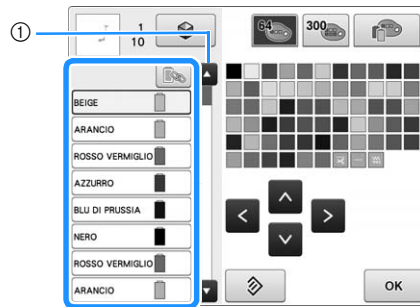 ①
1
10
64
300
BEIGE
ARANCIO
ROSSO VERMIGLIO
AZZURRO
BLU DI PRUSSIA
NERO
ROSSO VERMIGLIO
ARANCIO
OK